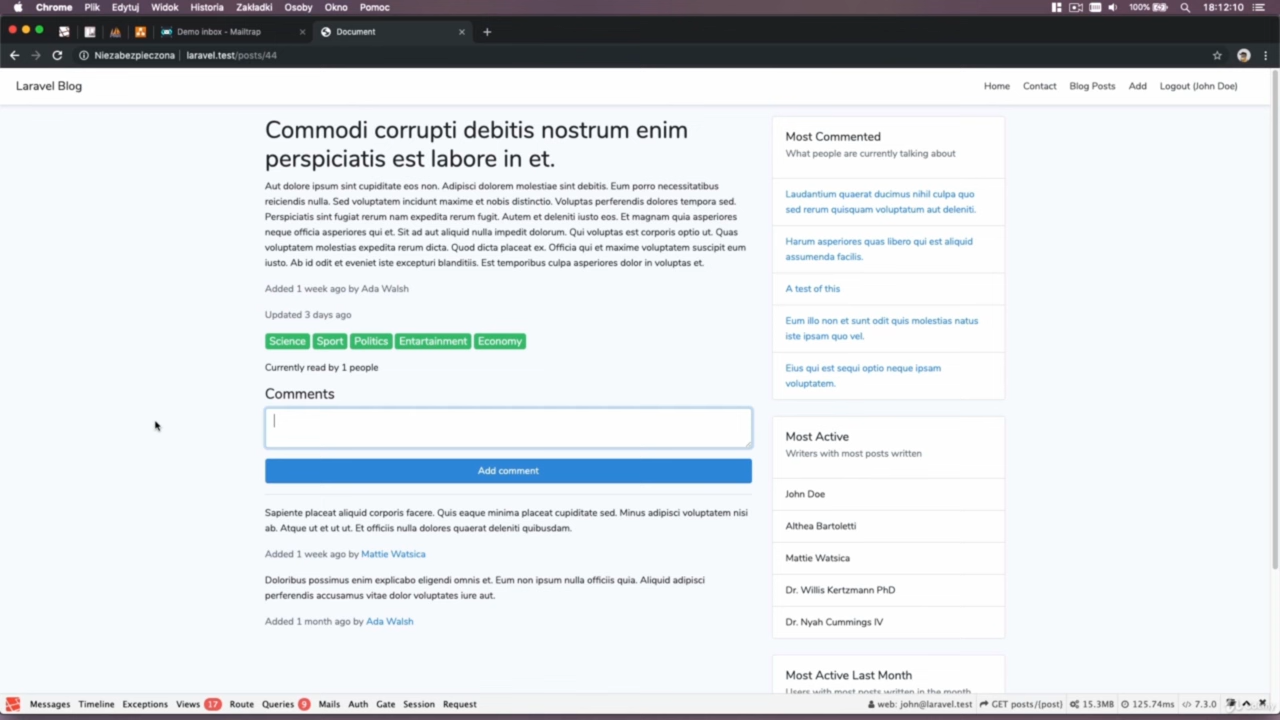 Chrome Plik Edytuj Widok Historia Zakładki Osoby Okno Pomoc
100% 18:12:10
Demo inbox - Mailtrap
Document
Niezabezpieczona | laravel.test/posts/44
Laravel Blog
Home Contact Blog Posts Add Logout (John Doe)
Commodi corrupti debitis nostrum enim
perspiciatis est labore in et.
Aut dolore ipsum sint cupiditate eos non. Adipisci dolorem molestiae sint debitis. Eum porro necessitatibus
reiciendis nulla. Sed voluptatem incidunt maxime et nobis distinctio. Voluptas perferendis dolores tempora sed.
Perspiciatis sint fugiat rerum nam expedita rerum fugit. Autem et deleniti iusto eos. Et magnam quia asperiores
neque officia asperiores qui et. Sit ad aut aliquid nulla impedit dolorum. Qui voluptas est corporis optio ut. Quas
voluptatem molestias expedita rerum dicta. Quod dicta placeat ex. Officia qui et maxime voluptatem suscipit eum
iusto. Ab id odit et eveniet iste excepturi blanditiis. Est temporibus culpa asperiores dolor in voluptas et.
Added 1 week ago by Ada Walsh
Updated 3 days ago
Science Sport Politics Entartainment Economy
Currently read by 1 people
Comments
Add comment
Sapiente placeat aliquid corporis facere. Quis eaque minima placeat cupiditate sed. Minus adipisci voluptatem nisi
ab. Atque ut et ut ut. Et officiis nulla dolores quaerat deleniti quibusdam.
Added 1 week ago by Mattie Watsica
Doloribus possimus enim explicabo eligendi omnis et. Eum non ipsum nulla officiis quia. Aliquid adipisci
perferendis accusamus vitae dolor voluptates iure aut.
Added 1 month ago by Ada Walsh
Most Commented
What people are currently talking about
Laudantium quaerat ducimus nihil culpa quo
sed rerum quisquam voluptatum aut deleniti.
Harum asperiores quas libero qui est aliquid
assumenda facilis.
A test of this
Eum illo non et sunt odit quis molestias natus
iste ipsam quo vel.
Eius qui est sequi optio neque ipsam
voluptatem.
Most Active
Writers with most posts written
John Doe
Althea Bartoletti
Mattie Watsica
Dr. Willis Kertzmann PhD
Dr. Nyah Cummings IV
Most Active Last Month
Users with most posts written in the month
Messages Timeline Exceptions Views 17 Route Queries 9 Mails Auth Gate Session Request
web: john@laravel.test GET posts/{post} 15.3MB 125.74ms 7.3.0